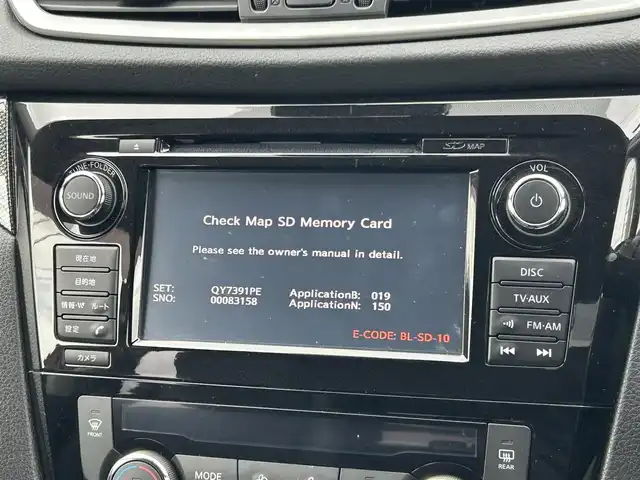 SD MAP
TUNE·FOLDER
SOUND
VOL
Check Map SD Memory Card
Please see the owner's manual in detail.
SET: QY7391PE ApplicationB: 019
SNO: 00083158 ApplicationN: 150
E-CODE: BL-SD-10
現在地
目的地
情報·VI ルート
設定
カメラ
DISC
TV·AUX
FM·AM
FRONT
MODE
REAR